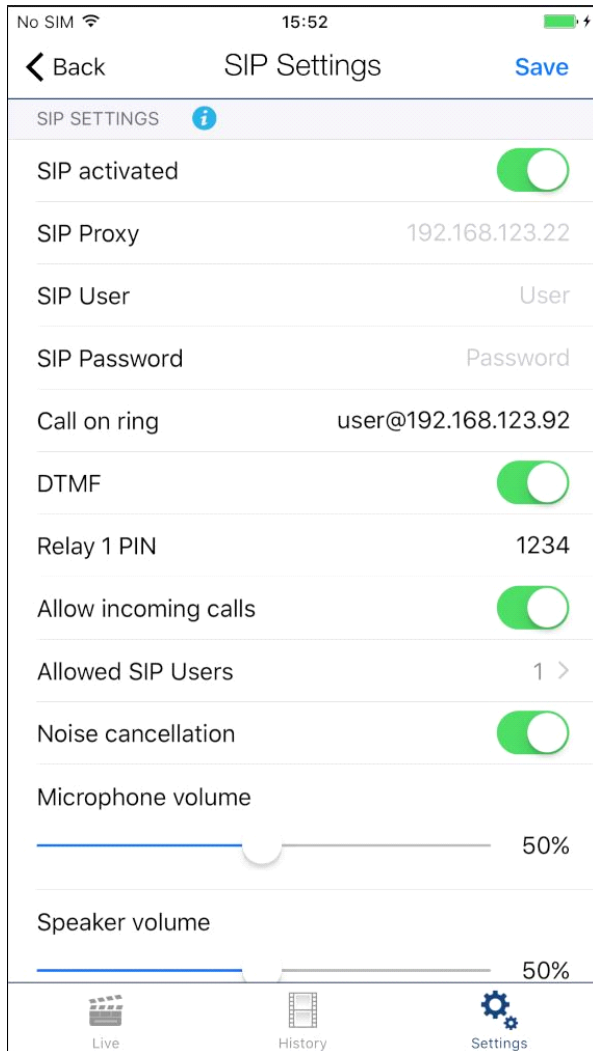 No SIM 15:52
Back SIP Settings Save
SIP SETTINGS i
SIP activated
SIP Proxy 192.168.123.22
SIP User User
SIP Password Password
Call on ring user@192.168.123.92
DTMF
Relay 1 PIN 1234
Allow incoming calls
Allowed SIP Users 1
Noise cancellation
Microphone volume
50%
Speaker volume
50%
Live History Settings